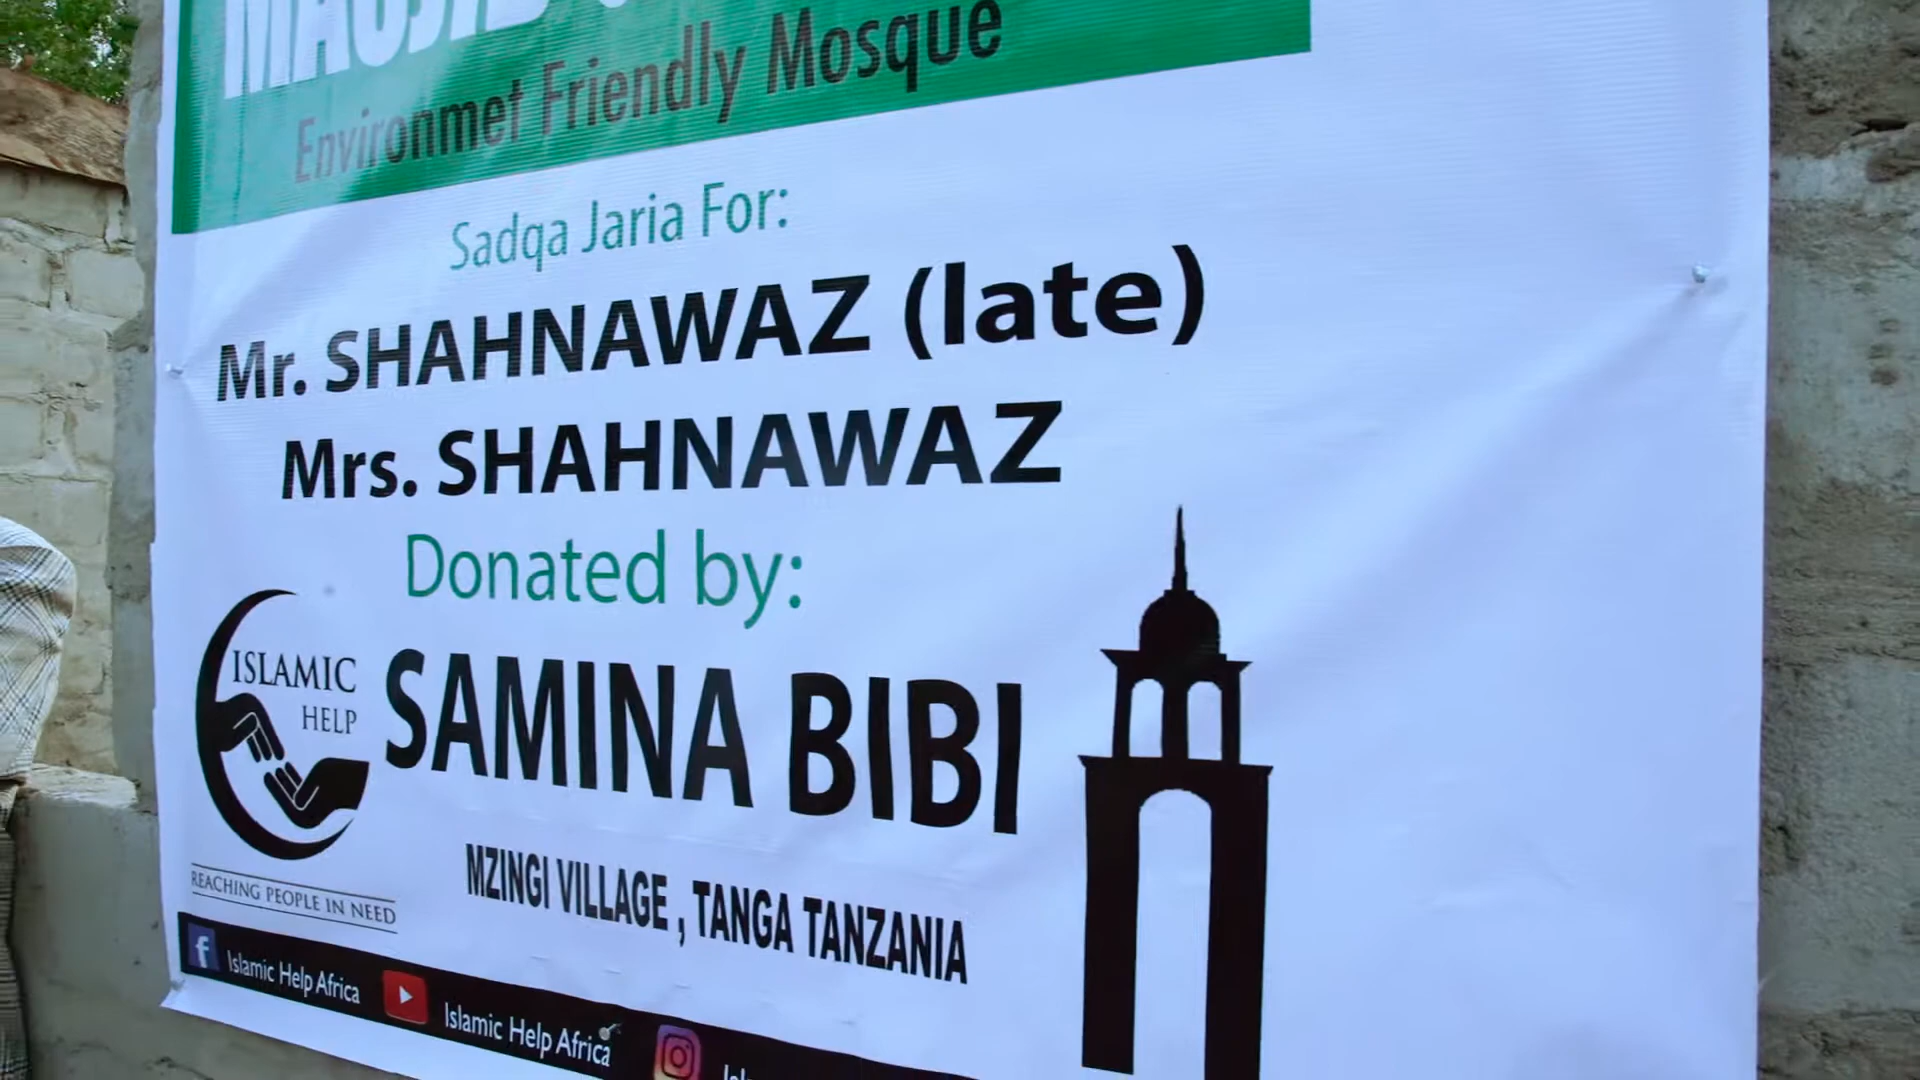 Environmet Friendly Mosque
Sadqa Jaria For:
Mr. SHAHNAWAZ (late)
Mrs. SHAHNAWAZ
Donated by:
SAMINA BIBI
ISLAMIC
HELP
REACHING PEOPLE IN NEED
MZINGI VILLAGE , TANGA TANZANIA
Islamic Help Africa
Islamic Help Africa